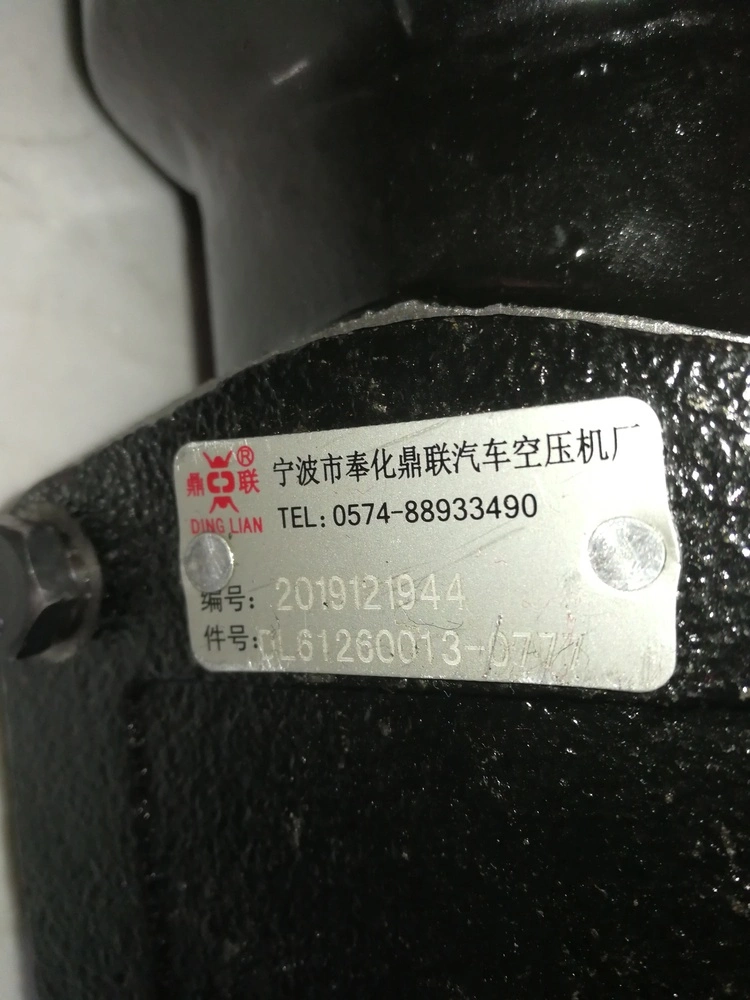 鼎联®
DING LIAN
宁波市奉化鼎联汽车空压机厂
TEL: 0574-88933490
编号: 2019121944
件号: DL61260013-0777